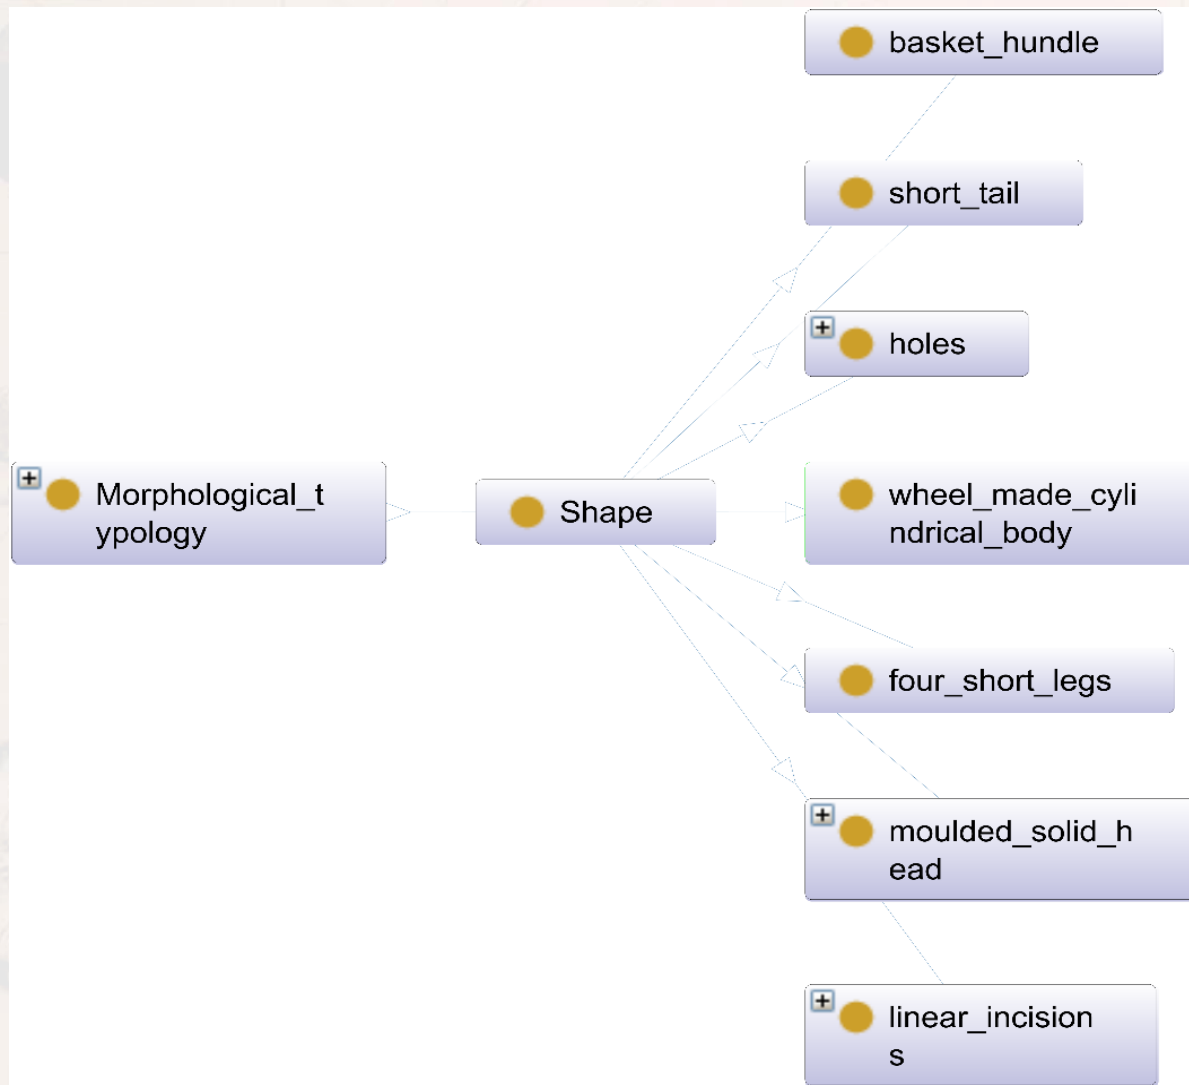 basket_hundle
short_tail
holes
Morphological_t
ypology
Shape
wheel_made_cyli
ndrical_body
four_short_legs
moulded_solid_h
ead
linear_incision
s